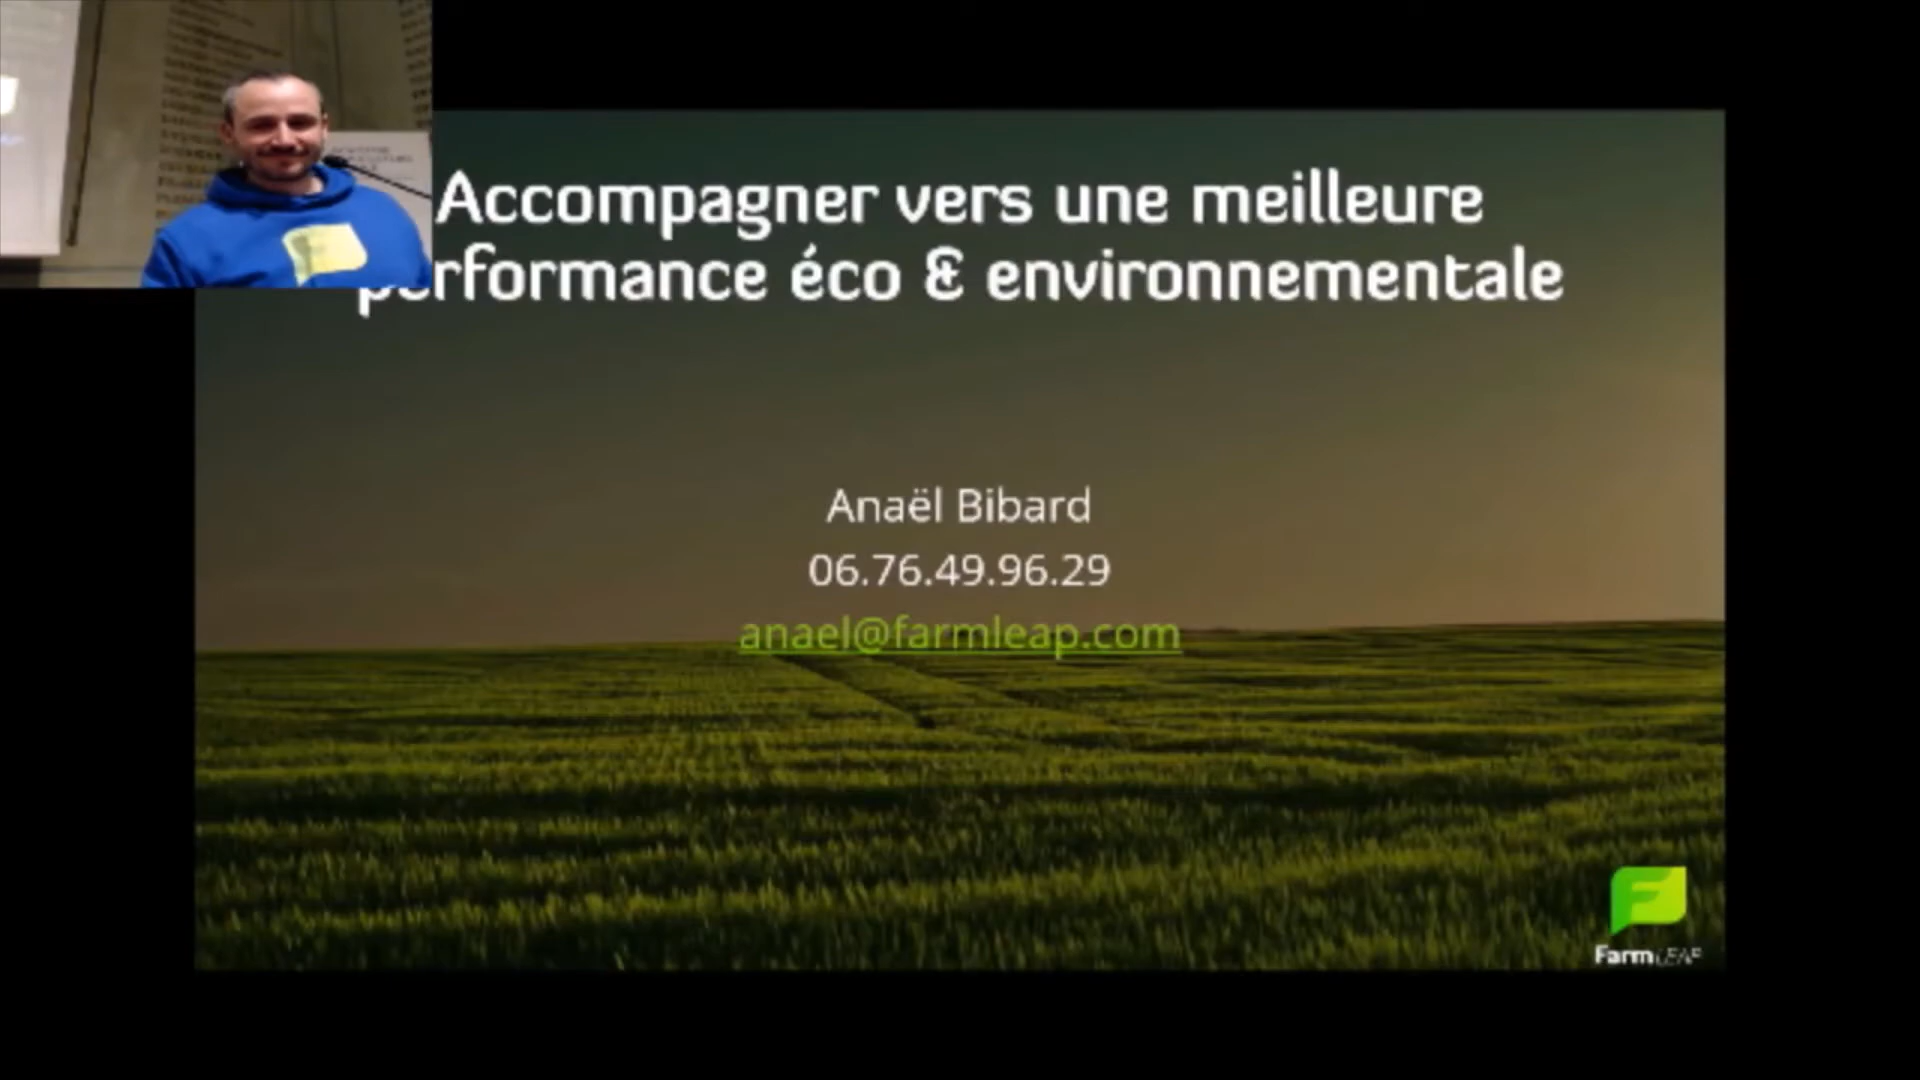 Accompagner vers une meilleure
performance éco & environnementale
Anaël Bibard
06.76.49.96.29
anael@farmleap.com
F
FarmLEAP